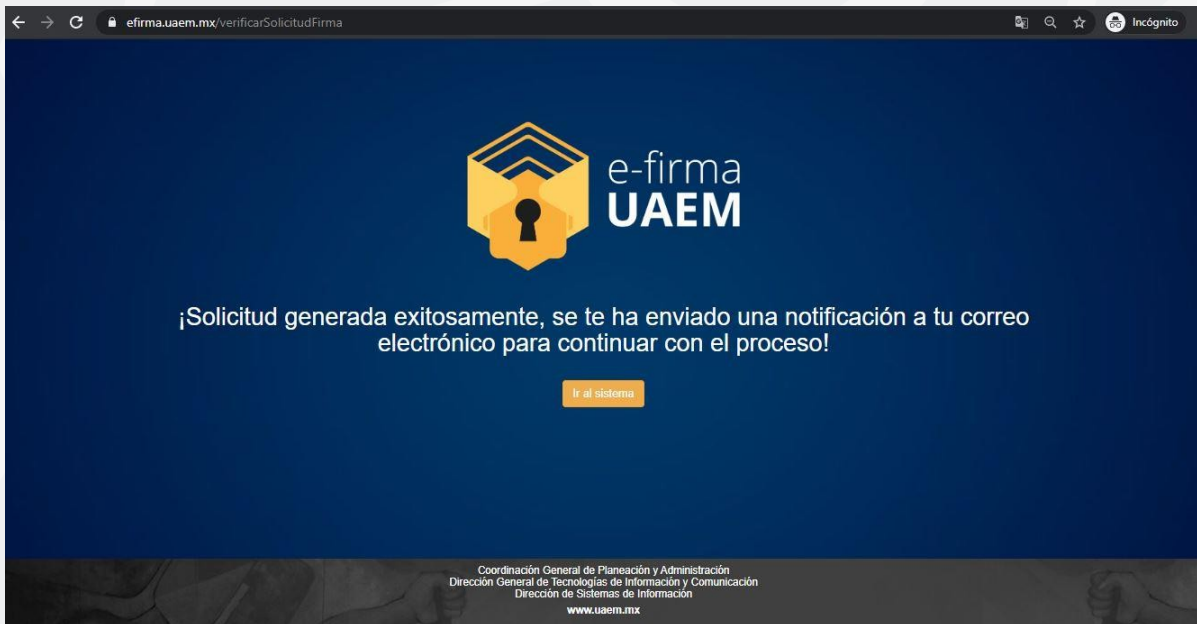 efirma.uaem.mx/verificarSolicitudFirma
Incógnito
e-firma
UAEM
¡Solicitud generada exitosamente, se te ha enviado una notificación a tu correo
electrónico para continuar con el proceso!
Ir al sistema
Coordinación General de Planeación y Administración
Dirección General de Tecnologías de Información y Comunicación
Dirección de Sistemas de Información
www.uaem.mx